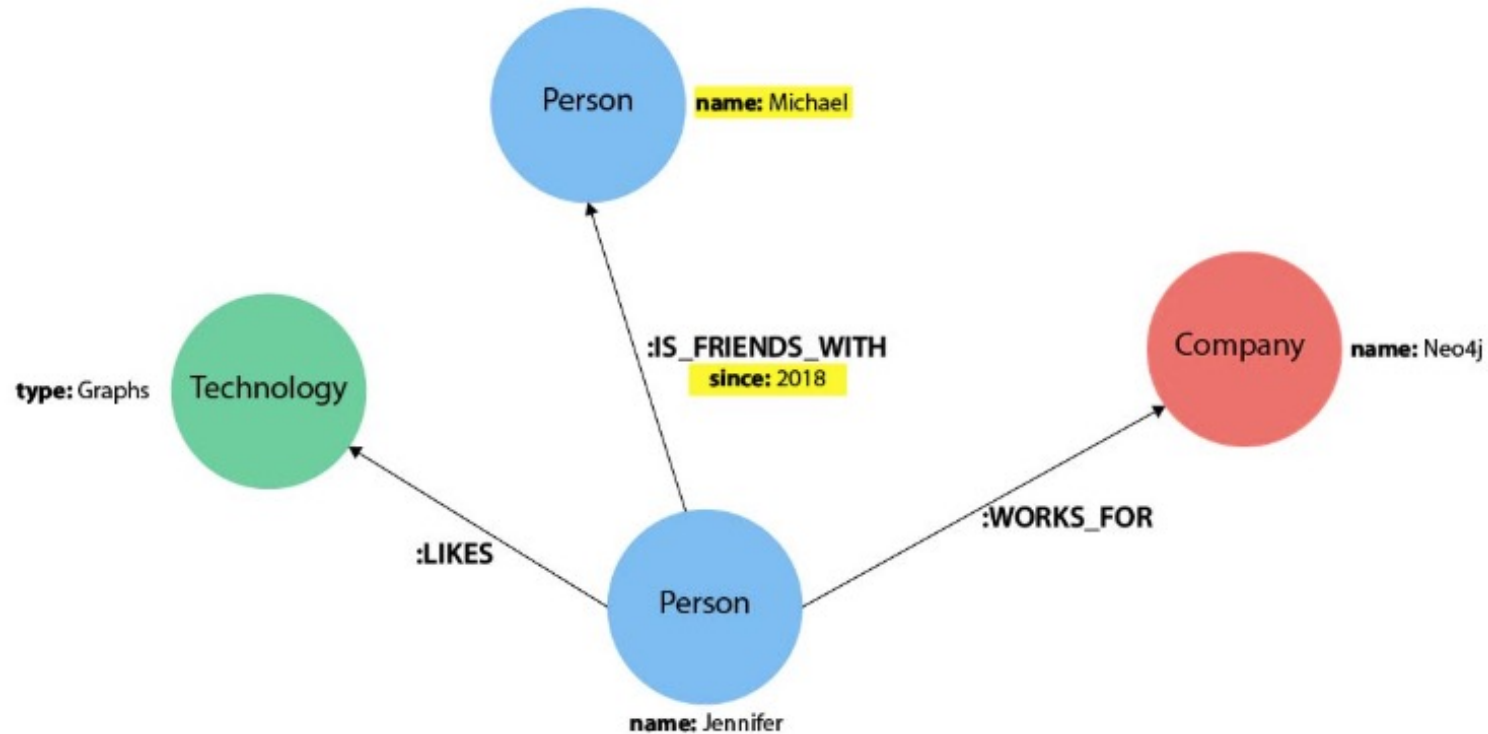 Person
name: Michael
:IS_FRIENDS_WITH
since: 2018
Company
name: Neo4j
type: Graphs
Technology
:LIKES
:WORKS_FOR
Person
name: Jennifer